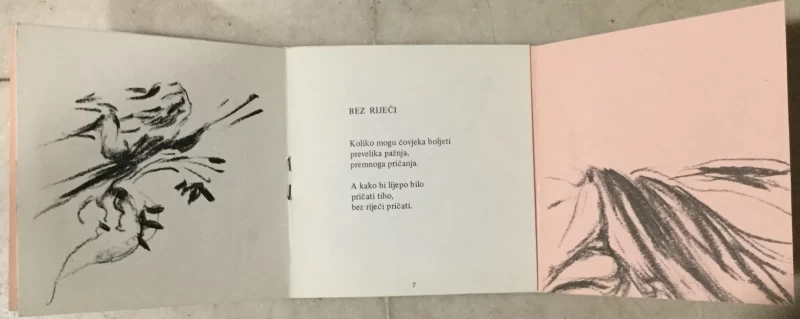 BEZ RIJEČI
Koliko mogu čovjeka boljeti
prevelika pažnja,
premnoga pričanja.
A kako bi lijepo bilo
pričati tiho,
bez riječi pričati.
7